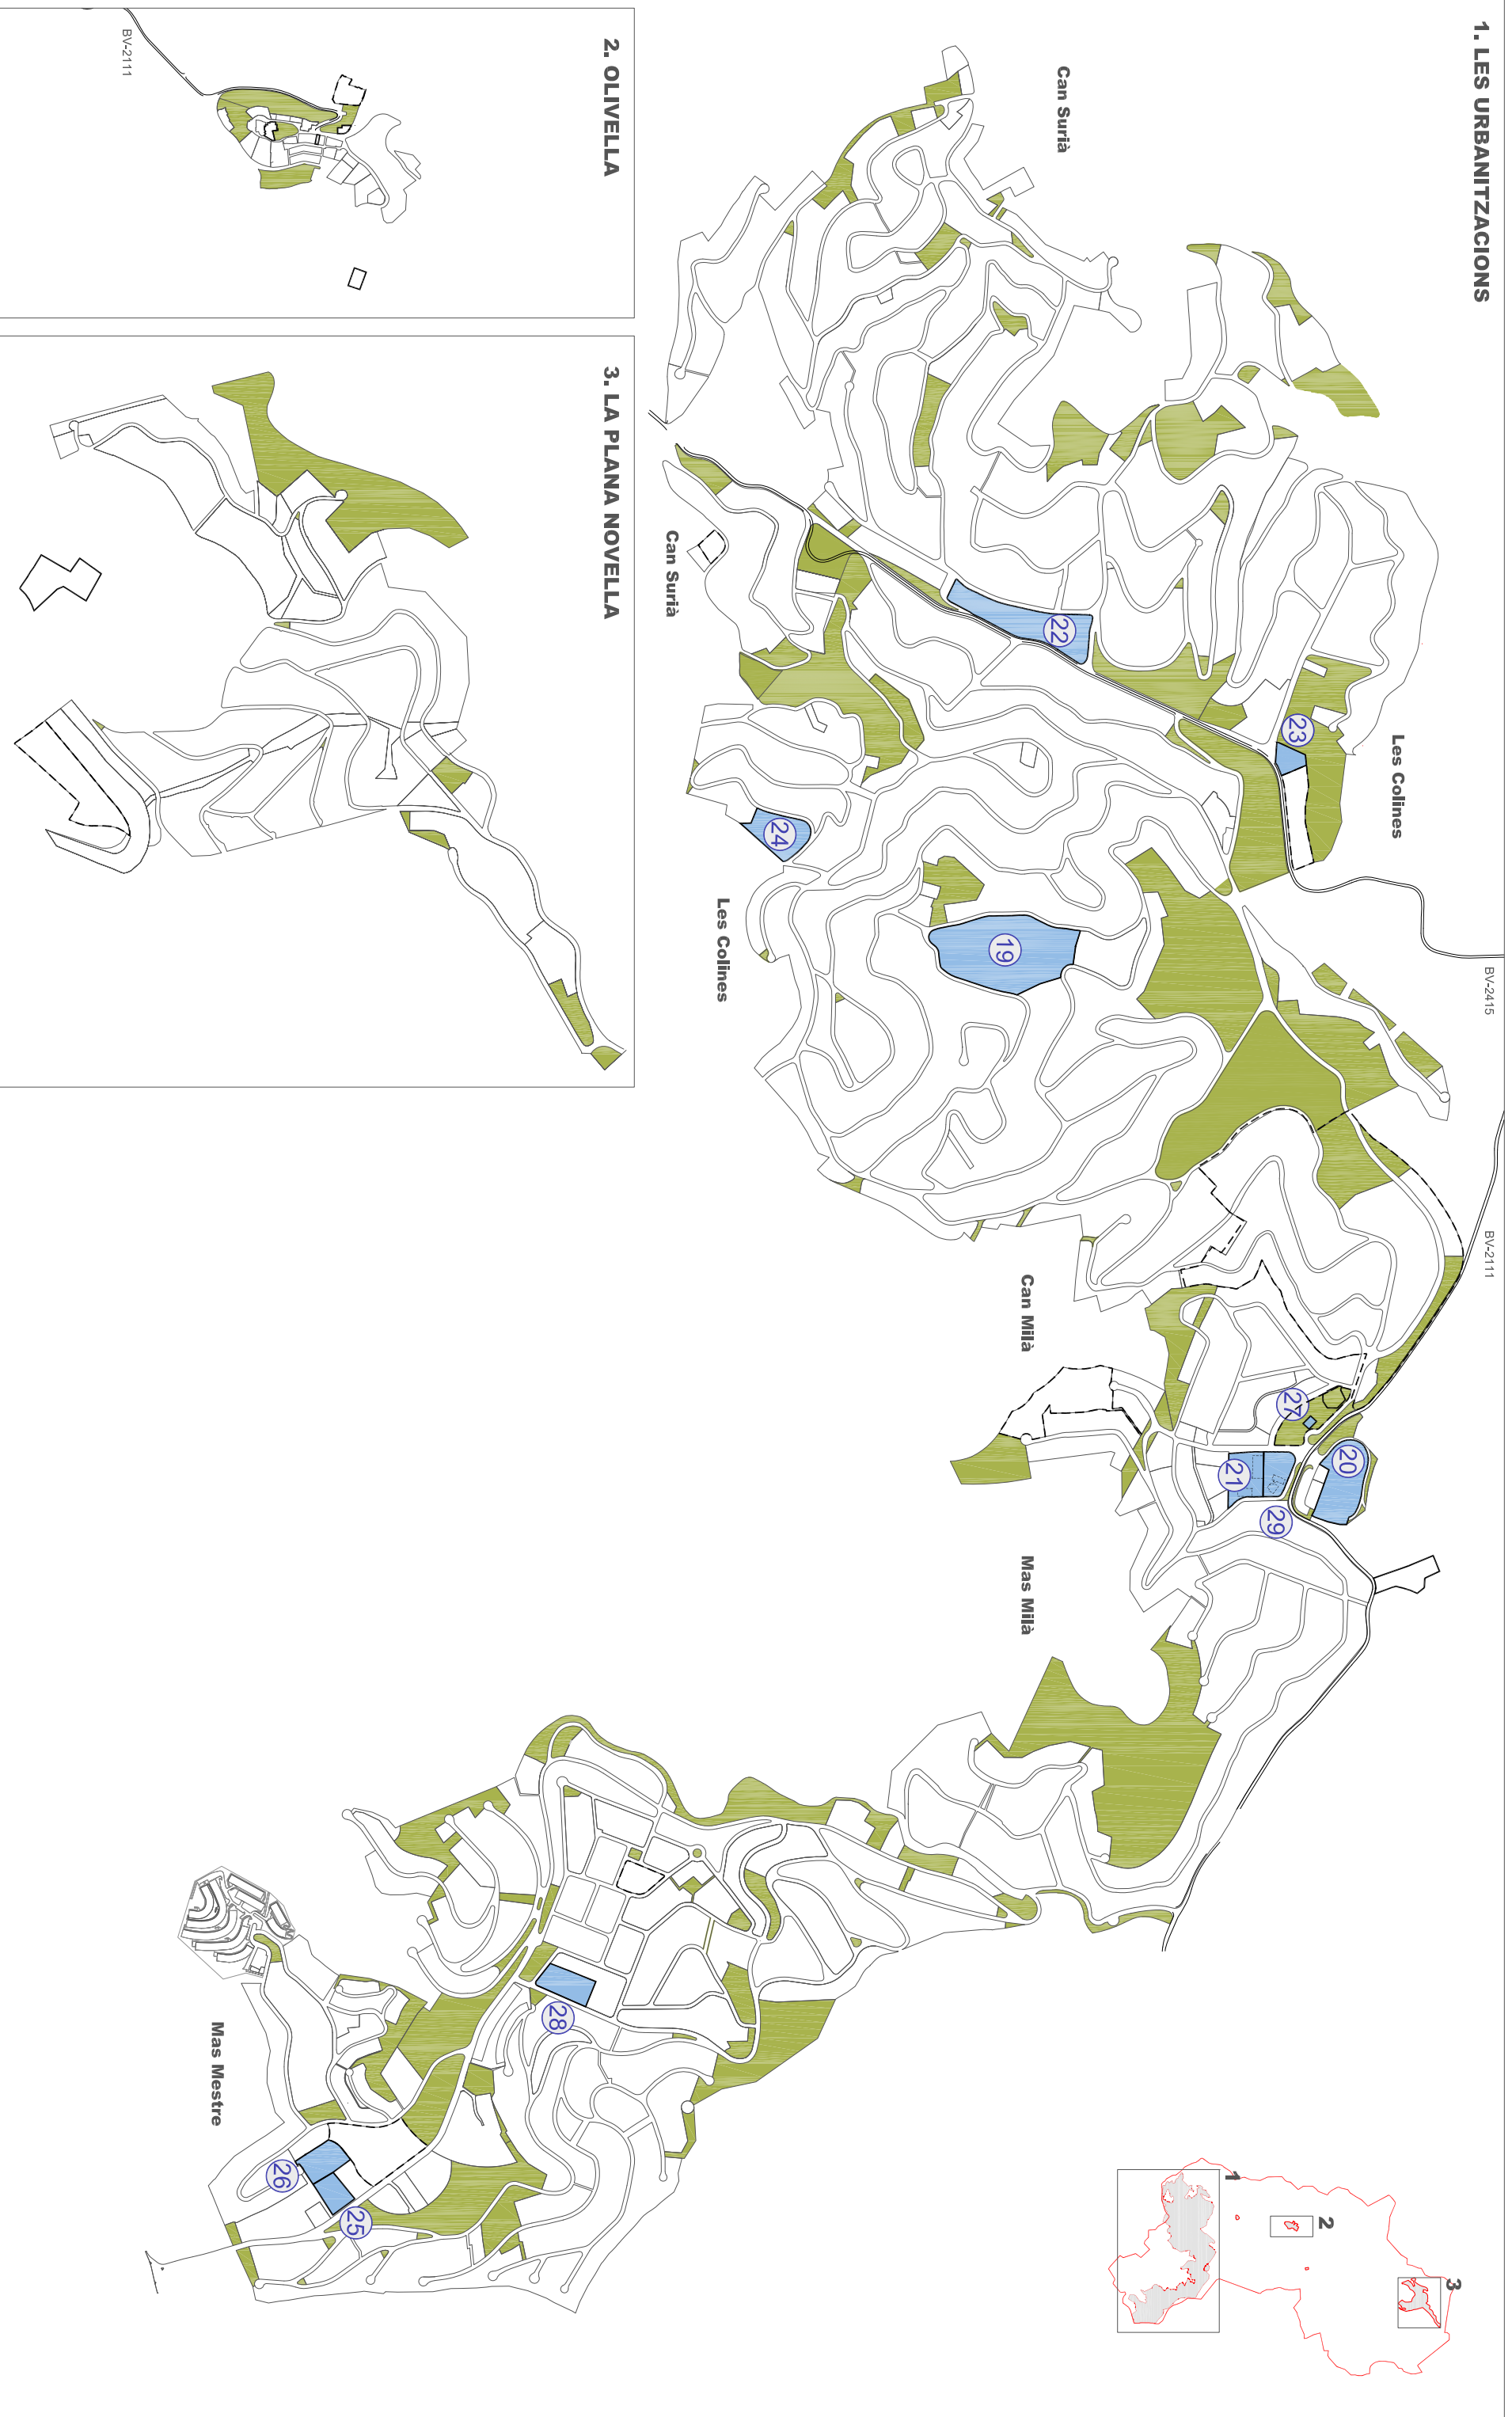 1. LES URBANITZACIONS
BV-2415
BV-2111
Can Surià
Les Colines
23
22
20
27
21
29
19
Can Milà
Mas Milà
24
Can Surià
Les Colines
28
25
26
Mas Mestre
1
2
3
2. OLIVELLA
BV-2111
3. LA PLANA NOVELLA